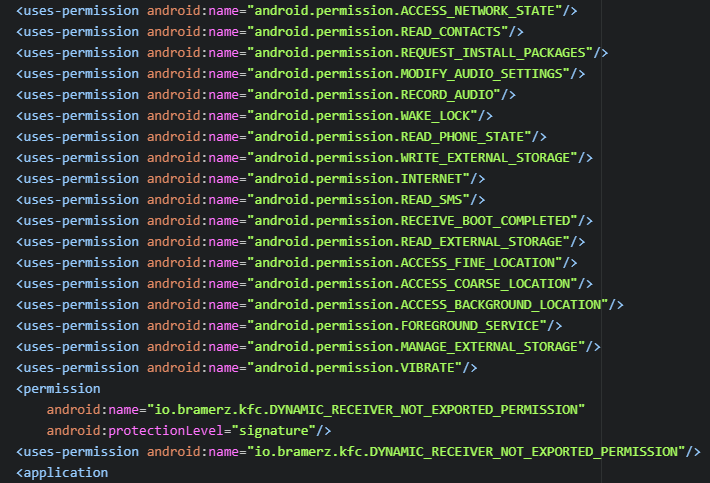 <uses-permission android:name="android.permission.ACCESS_NETWORK_STATE"/>
<uses-permission android:name="android.permission.READ_CONTACTS"/>
<uses-permission android:name="android.permission.REQUEST_INSTALL_PACKAGES"/>
<uses-permission android:name="android.permission.MODIFY_AUDIO_SETTINGS"/>
<uses-permission android:name="android.permission.RECORD_AUDIO"/>
<uses-permission android:name="android.permission.WAKE_LOCK"/>
<uses-permission android:name="android.permission.READ_PHONE_STATE"/>
<uses-permission android:name="android.permission.WRITE_EXTERNAL_STORAGE"/>
<uses-permission android:name="android.permission.INTERNET"/>
<uses-permission android:name="android.permission.READ_SMS"/>
<uses-permission android:name="android.permission.RECEIVE_BOOT_COMPLETED"/>
<uses-permission android:name="android.permission.READ_EXTERNAL_STORAGE"/>
<uses-permission android:name="android.permission.ACCESS_FINE_LOCATION"/>
<uses-permission android:name="android.permission.ACCESS_COARSE_LOCATION"/>
<uses-permission android:name="android.permission.ACCESS_BACKGROUND_LOCATION"/>
<uses-permission android:name="android.permission.FOREGROUND_SERVICE"/>
<uses-permission android:name="android.permission.MANAGE_EXTERNAL_STORAGE"/>
<uses-permission android:name="android.permission.VIBRATE"/>
<permission
    android:name="io.bramerz.kfc.DYNAMIC_RECEIVER_NOT_EXPORTED_PERMISSION"
    android:protectionLevel="signature"/>
<uses-permission android:name="io.bramerz.kfc.DYNAMIC_RECEIVER_NOT_EXPORTED_PERMISSION"/>
<application